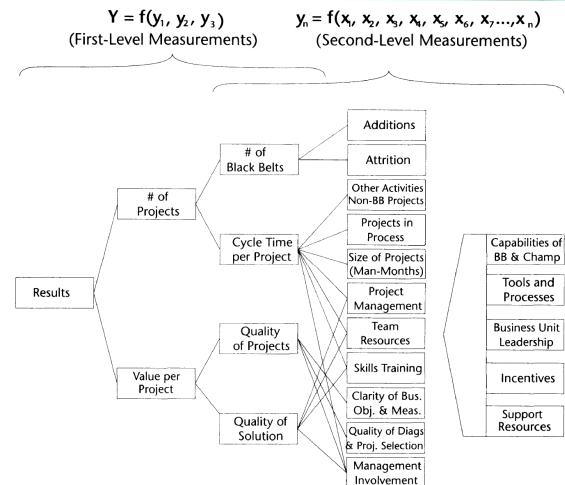 Y = f(y₁, y₂, y₃)
(First-Level Measurements)
yₙ = f(x₁, x₂, x₃, x₄, x₅, x₆, x₇...,xₙ)
(Second-Level Measurements)
Results
# of
Projects
Value per
Project
# of
Black Belts
Cycle Time
per Project
Quality
of Projects
Quality of
Solution
Additions
Attrition
Other Activities
Non-BB Projects
Projects in
Process
Size of Projects
(Man-Months)
Project
Management
Team
Resources
Skills Training
Clarity of Bus.
Obj. & Meas.
Quality of Diags
& Proj. Selection
Management
Involvement
Capabilities of
BB & Champ
Tools and
Processes
Business Unit
Leadership
Incentives
Support
Resources